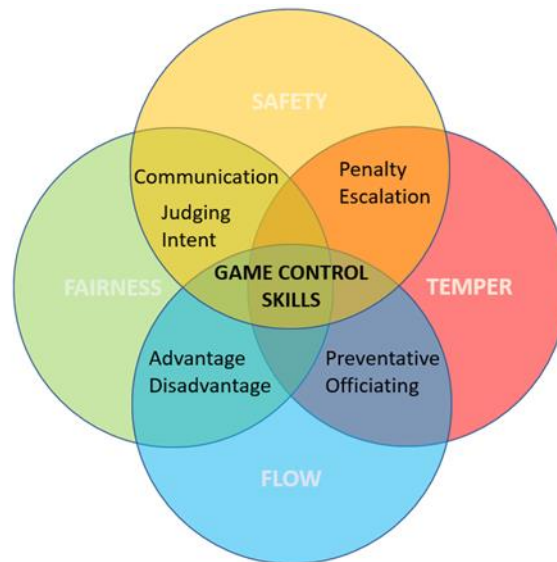 SAFETY
Communication
Judging
Intent
Penalty
Escalation
FAIRNESS
GAME CONTROL
SKILLS
TEMPER
Advantage
Disadvantage
Preventative
Officiating
FLOW